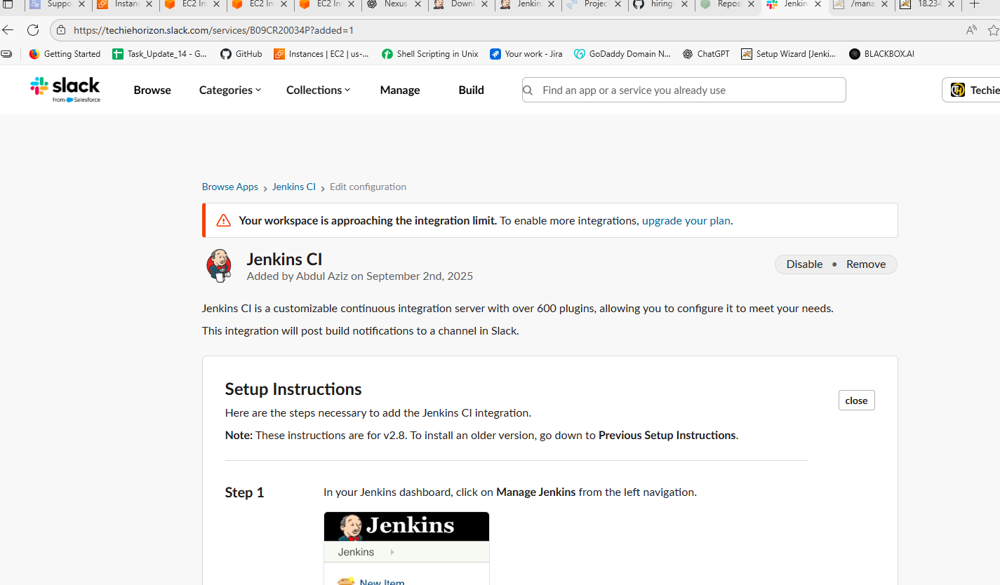 Suppo
Instanc
EC2 In
EC2 In
EC2 In
Nexus
Downl
Jenkin
Projec
hiring-
Reposi
Jenkin
/mana
18.234
https://techiehorizon.slack.com/services/B09CR20034P?added=1
Getting Started
Task_Update_14 - G...
GitHub
Instances | EC2 | us-...
Shell Scripting in Unix
Your work - Jira
GoDaddy Domain N...
ChatGPT
Setup Wizard [Jenki...
BLACKBOX.AI
slack
from Salesforce
Browse
Categories
Collections
Manage
Build
Find an app or a service you already use
Techie
Browse Apps > Jenkins CI > Edit configuration
Your workspace is approaching the integration limit. To enable more integrations, upgrade your plan.
Jenkins CI
Added by Abdul Aziz on September 2nd, 2025
Disable • Remove
Jenkins CI is a customizable continuous integration server with over 600 plugins, allowing you to configure it to meet your needs.
This integration will post build notifications to a channel in Slack.
Setup Instructions
close
Here are the steps necessary to add the Jenkins CI integration.
Note: These instructions are for v2.8. To install an older version, go down to Previous Setup Instructions.
Step 1
In your Jenkins dashboard, click on Manage Jenkins from the left navigation.
Jenkins
Jenkins
New Item